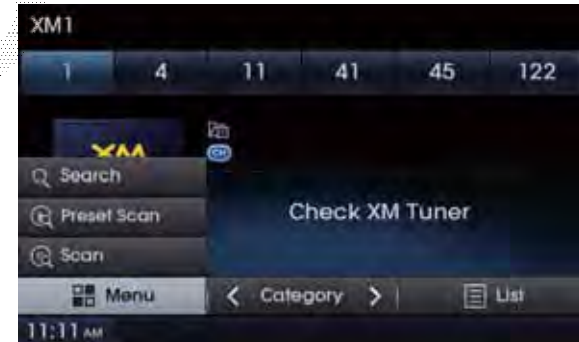 XM1
1 4 11 41 45 122
XM
CH
Search
Preset Scan
Check XM Tuner
Scan
Menu < Category > List
11:11 AM